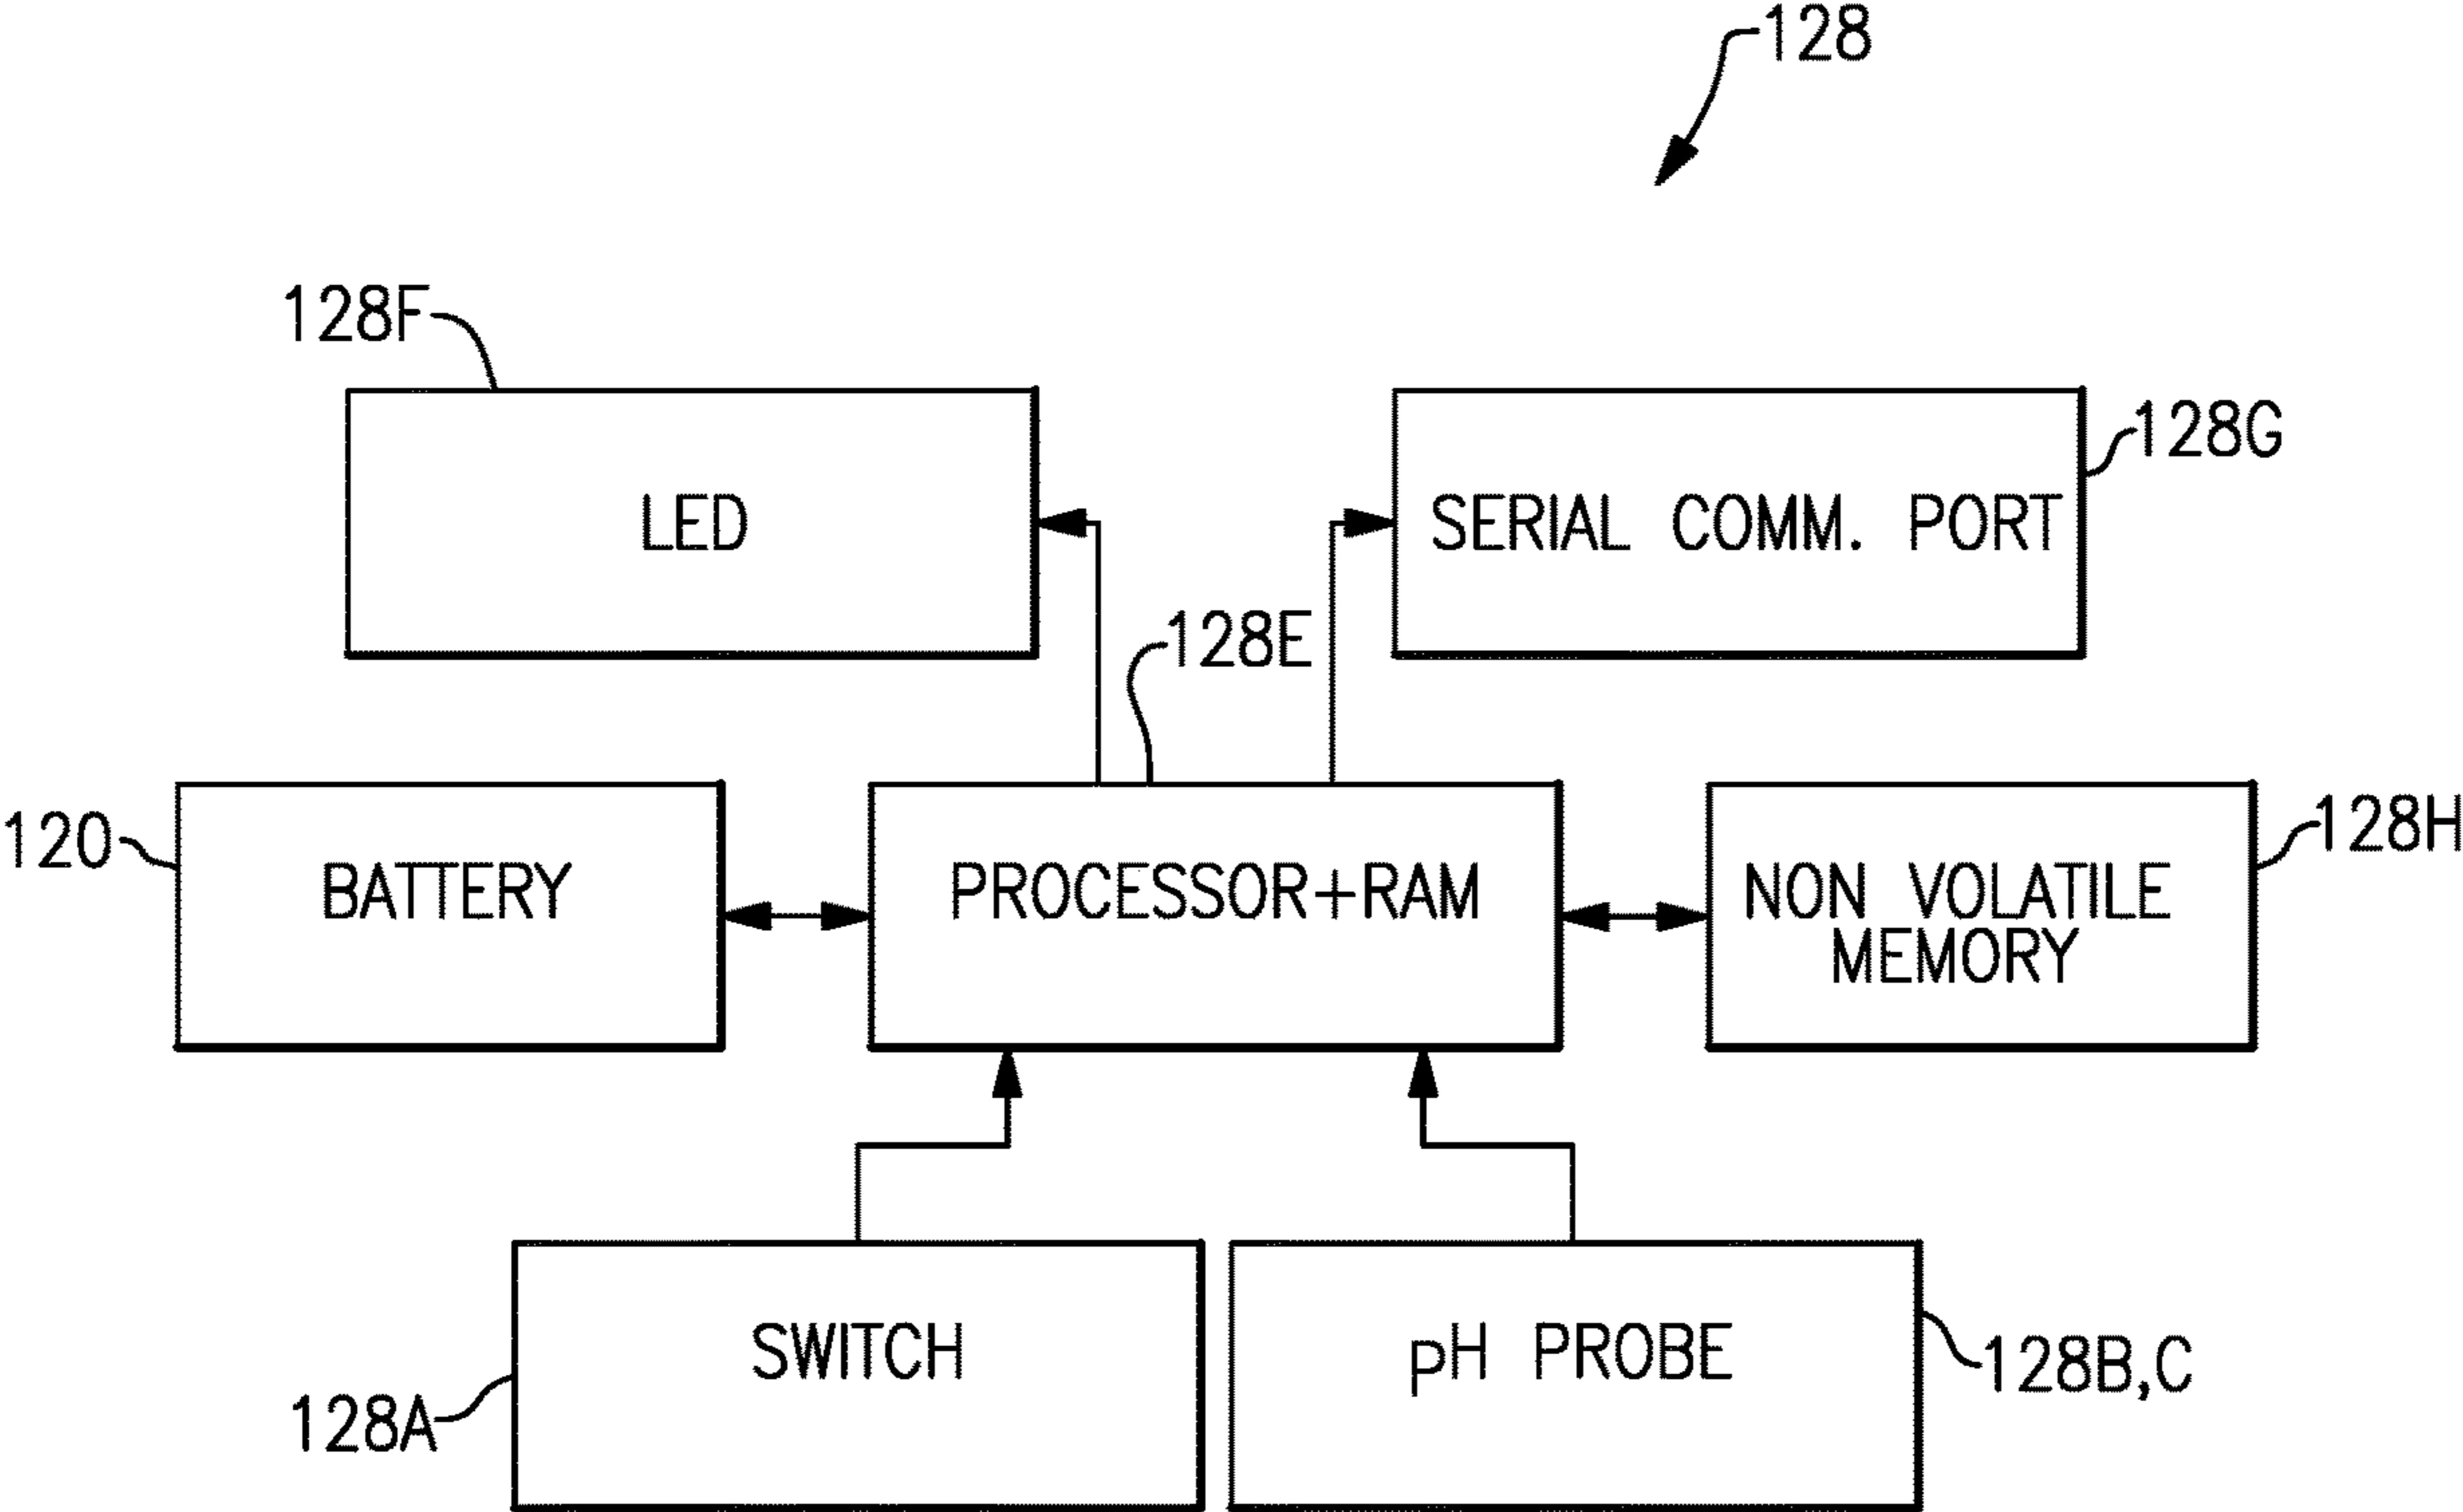 128
128F
LED
128G
SERIAL COMM. PORT
128E
120
BATTERY
PROCESSOR+RAM
128H
NON VOLATILE
MEMORY
SWITCH
128A
pH PROBE
128B,C